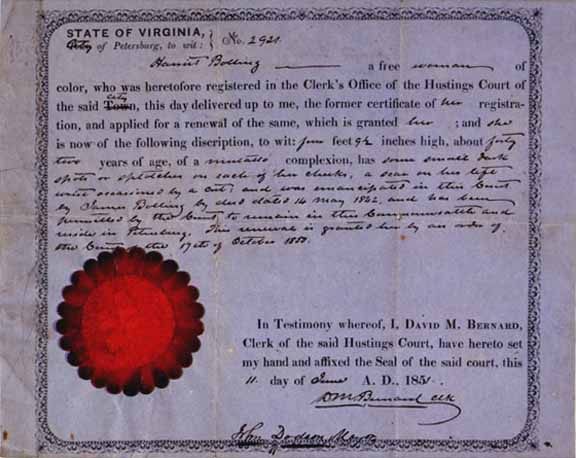 STATE OF VIRGINIA,
City of Petersburg, to wit: } No. 2921
Harriet Bolling a free woman of
color, who was heretofore registered in the Clerk's Office of the Hustings Court of
the said Town, City this day delivered up to me, the former certificate of her registra-
tion, and applied for a renewal of the same, which is granted her ; and she
is now of the following discription, to wit: four feet 9½ inches high, about forty
two years of age, of a mulatto complexion, has some small dark
spots or splotches on each of her cheeks, a scar on her left
wrist occasioned by a cut; and was emancipated in this Court
by James Bolling by deed dated 14 May 1842, and has been
permitted by the Court to remain in this Commonwealth and
reside in Petersburg. This renewal is granted her by an order of
the Court the 17th of October 1850.
In Testimony whereof, I, DAVID M. BERNARD,
Clerk of the said Hustings Court, have hereto set
my hand and affixed the Seal of the said court, this
11 day of June A. D., 1851.
D M Bernard clk
Dodson Mayor